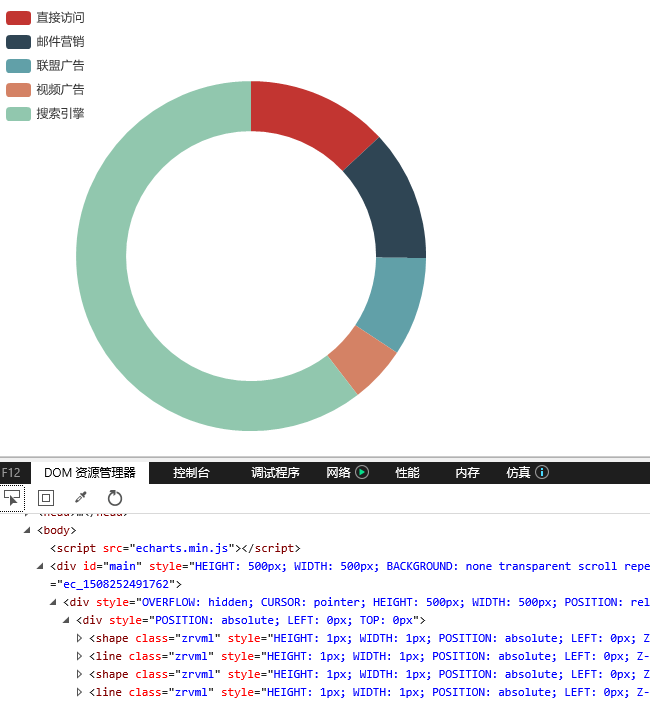 直接访问
邮件营销
联盟广告
视频广告
搜索引擎
F12 DOM 资源管理器 控制台 调试程序 网络 性能 内存 仿真
<body>
<script src="echarts.min.js"></script>
<div id="main" style="HEIGHT: 500px; WIDTH: 500px; BACKGROUND: none transparent scroll repe
="ec_1508252491762">
<div style="OVERFLOW: hidden; CURSOR: pointer; HEIGHT: 500px; WIDTH: 500px; POSITION: rel
<div style="POSITION: absolute; LEFT: 0px; TOP: 0px">
<shape class="zrvml" style="HEIGHT: 1px; WIDTH: 1px; POSITION: absolute; LEFT: 0px; Z
<line class="zrvml" style="HEIGHT: 1px; WIDTH: 1px; POSITION: absolute; LEFT: 0px; Z-
<shape class="zrvml" style="HEIGHT: 1px; WIDTH: 1px; POSITION: absolute; LEFT: 0px; Z
<line class="zrvml" style="HEIGHT: 1px; WIDTH: 1px; POSITION: absolute; LEFT: 0px; Z-